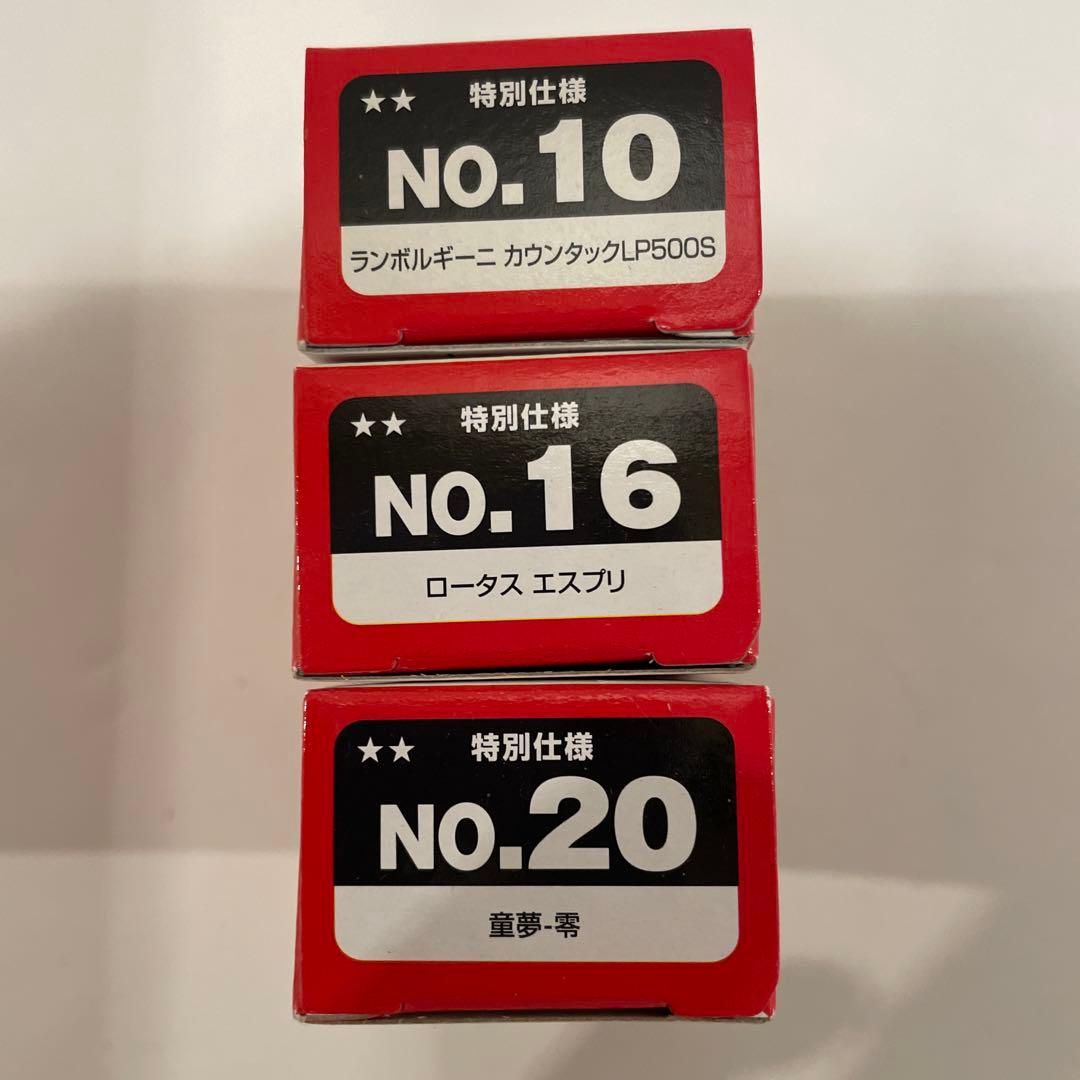 ★★ 特別仕様
NO.10
ランボルギーニ カウンタックLP500S
★★ 特別仕様
NO.16
ロータス エスプリ
★★ 特別仕様
NO.20
童夢-零